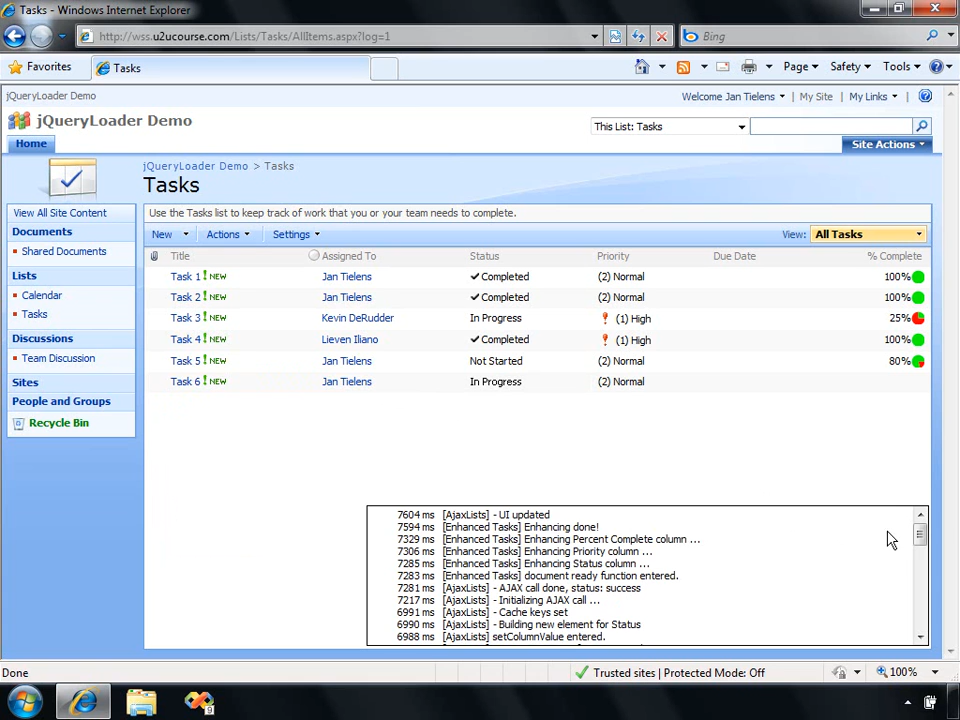 Tasks - Windows Internet Explorer
http://wss.u2ucourse.com/Lists/Tasks/AllItems.aspx?log=1
Bing
Favorites
Tasks
Page
Safety
Tools
jQueryLoader Demo
Welcome Jan Tielens
My Site
My Links
jQueryLoader Demo
This List: Tasks
Home
Site Actions
jQueryLoader Demo > Tasks
Tasks
View All Site Content
Documents
Shared Documents
Lists
Calendar
Tasks
Discussions
Team Discussion
Sites
People and Groups
Recycle Bin
Use the Tasks list to keep track of work that you or your team needs to complete.
New Actions Settings View: All Tasks
Title Assigned To Status Priority Due Date % Complete
Task 1 ! NEW Jan Tielens Completed (2) Normal 100%
Task 2 ! NEW Jan Tielens Completed (2) Normal 100%
Task 3 ! NEW Kevin DeRudder In Progress (1) High 25%
Task 4 ! NEW Lieven Iliano Completed (1) High 100%
Task 5 ! NEW Jan Tielens Not Started (2) Normal 80%
Task 6 ! NEW Jan Tielens In Progress (2) Normal
7604 ms [AjaxLists] - UI updated
7594 ms [Enhanced Tasks] Enhancing done!
7329 ms [Enhanced Tasks] Enhancing Percent Complete column ...
7306 ms [Enhanced Tasks] Enhancing Priority column ...
7285 ms [Enhanced Tasks] Enhancing Status column ...
7283 ms [Enhanced Tasks] document ready function entered.
7281 ms [AjaxLists] - AJAX call done, status: success
7217 ms [AjaxLists] - Initializing AJAX call ...
6991 ms [AjaxLists] - Cache keys set
6990 ms [AjaxLists] - Building new element for Status
6988 ms [AjaxLists] setColumnValue entered.
Done
Trusted sites | Protected Mode: Off
100%
9